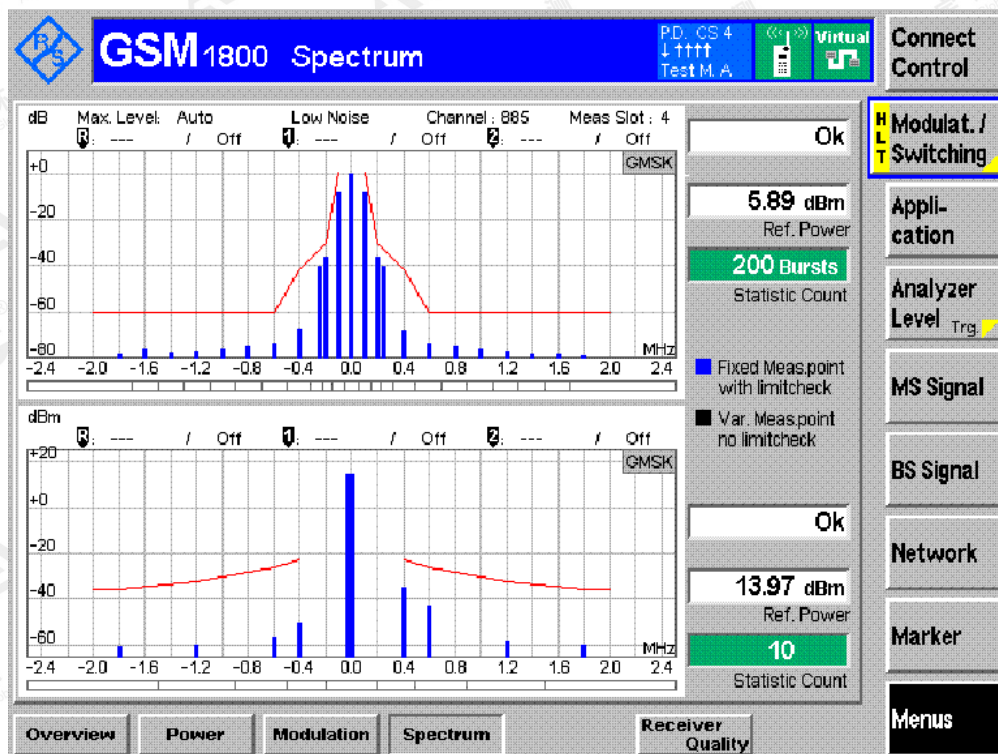 R/S
GSM 1800 Spectrum
P.D. CS 4
Test M. A
Virtual
Connect Control
dB Max. Level: Auto Low Noise Channel : 885 Meas Slot : 4
R: --- / Off 1: --- / Off 2: --- / Off
GMSK
+0
-20
-40
-60
-80
MHz
-2.4 -2.0 -1.6 -1.2 -0.8 -0.4 0.0 0.4 0.8 1.2 1.6 2.0 2.4
Ok
5.89 dBm
Ref. Power
200 Bursts
Statistic Count
Fixed Meas.point
with limitcheck
Var. Meas.point
no limitcheck
dBm
R: --- / Off 1: --- / Off 2: --- / Off
GMSK
+20
+0
-20
-40
-60
MHz
-2.4 -2.0 -1.6 -1.2 -0.8 -0.4 0.0 0.4 0.8 1.2 1.6 2.0 2.4
Ok
13.97 dBm
Ref. Power
10
Statistic Count
HLT
Modulat. /
Switching
Appli-
cation
Analyzer
Level Trg.
MS Signal
BS Signal
Network
Marker
Menus
Overview Power Modulation Spectrum Receiver
Quality